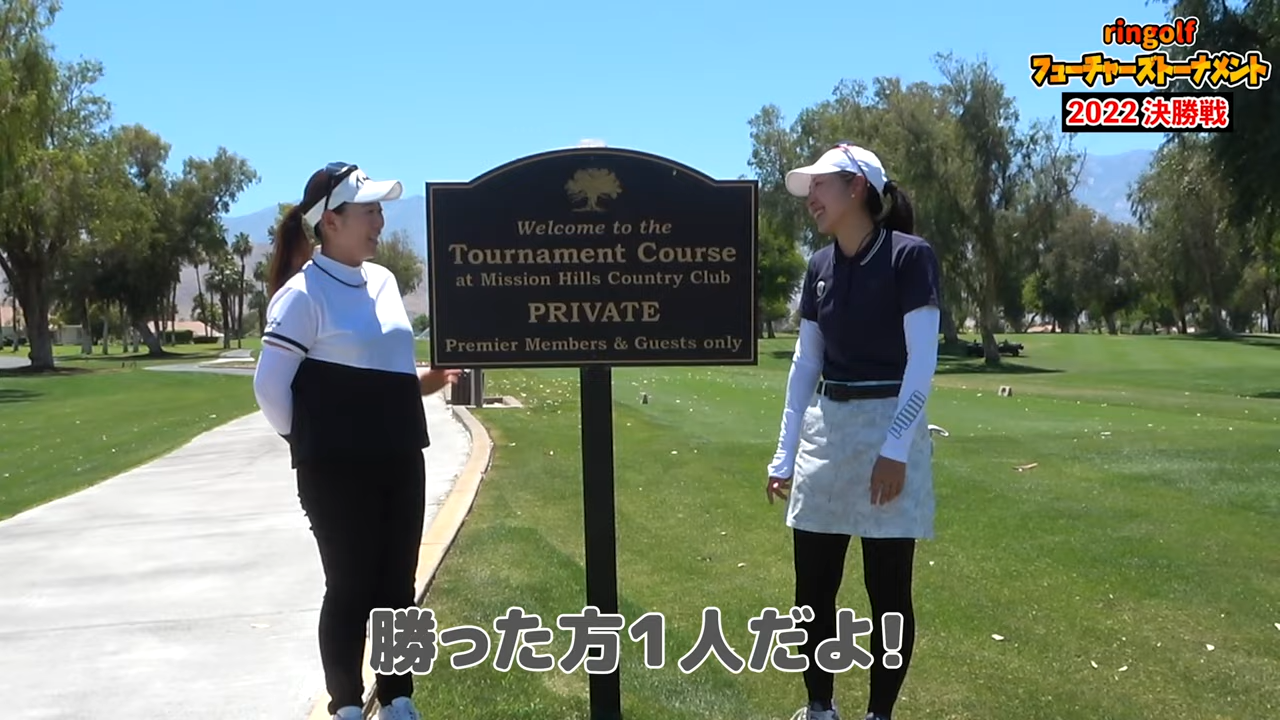 ringolf
フューチャーズトーナメント
2022 決勝戦
Welcome to the
Tournament Course
at Mission Hills Country Club
PRIVATE
Premier Members & Guests only
PUMA
勝った方1人だよ!